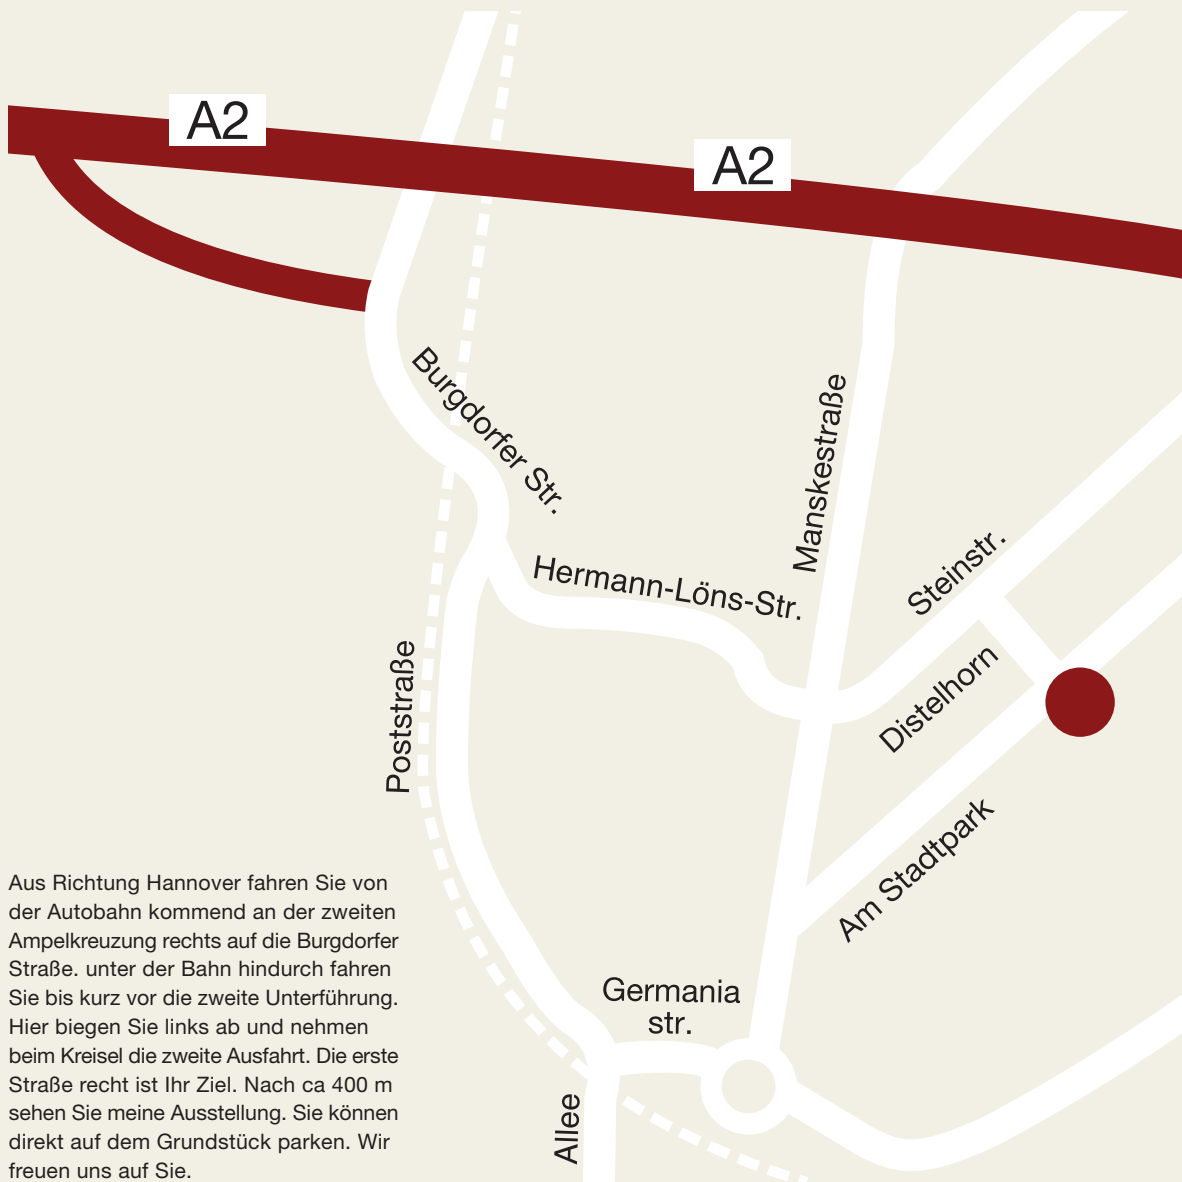 A2
A2
Burgdorfer Str.
Manskestraße
Hermann-Löns-Str.
Steinstr.
Poststraße
Distelhorn
Am Stadtpark
Germania
str.
Allee
Aus Richtung Hannover fahren Sie von
der Autobahn kommend an der zweiten
Ampelkreuzung rechts auf die Burgdorfer
Straße. unter der Bahn hindurch fahren
Sie bis kurz vor die zweite Unterführung.
Hier biegen Sie links ab und nehmen
beim Kreisel die zweite Ausfahrt. Die erste
Straße recht ist Ihr Ziel. Nach ca 400 m
sehen Sie meine Ausstellung. Sie können
direkt auf dem Grundstück parken. Wir
freuen uns auf Sie.